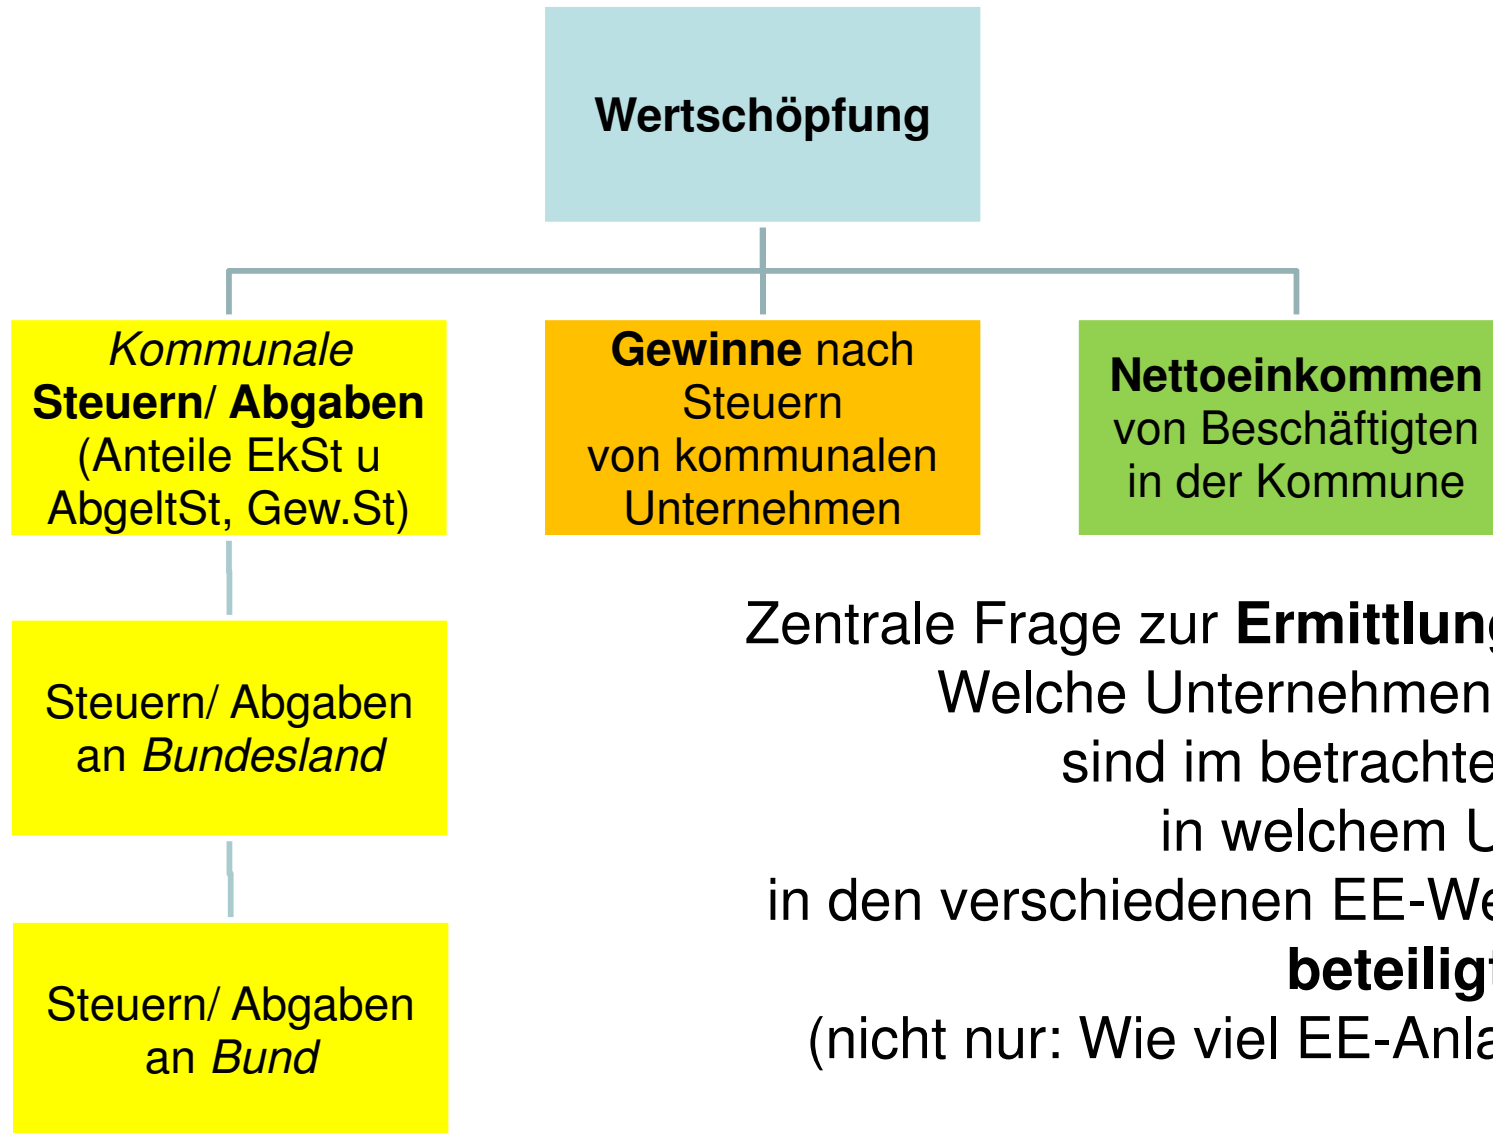 Wertschöpfung
Kommunale
Steuern/ Abgaben
(Anteile EkSt u
AbgeltSt, Gew.St)
Gewinne nach
Steuern
von kommunalen
Unternehmen
Nettoeinkommen
von Beschäftigten
in der Kommune
Steuern/ Abgaben
an Bundesland
Steuern/ Abgaben
an Bund
Zentrale Frage zur
Welche Unternehmen
sind im
in welchem
in den verschiedenen
beteiligt
(nicht nur: Wie viel